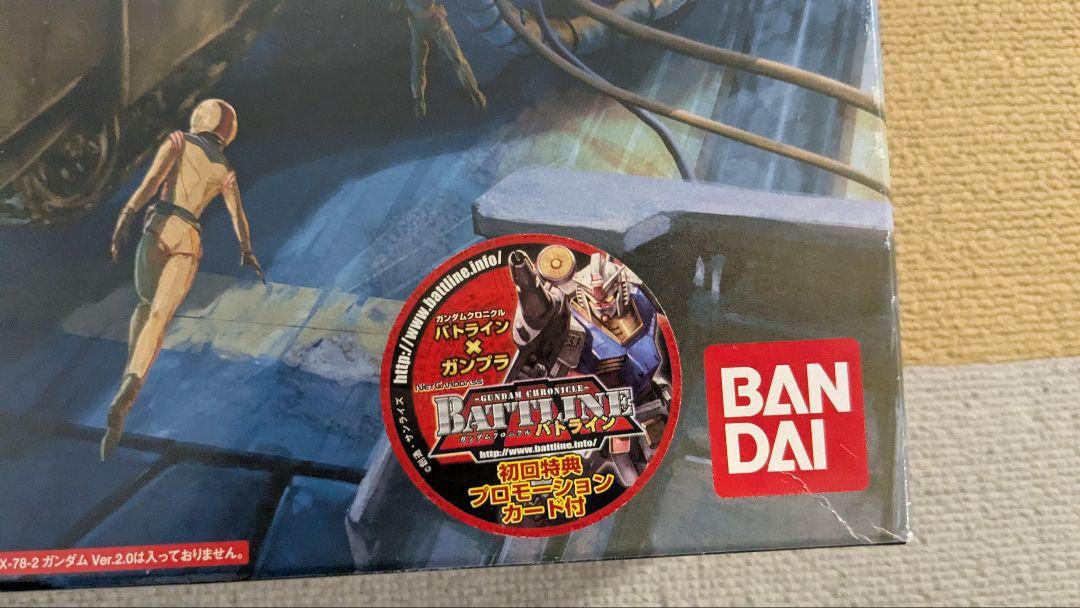 http://www.battline.info/
ガンダムクロニクル
バトライン
×
ガンプラ
NET CARDDASS
~GUNDAM CHRONICLE~
BATTLINE
ガンダムクロニクル バトライン
http://www.battline.info/
初回特典
プロモーション
カード付
©創通・サンライズ
BAN
DAI
X-78-2 ガンダム Ver.2.0は入っておりません。